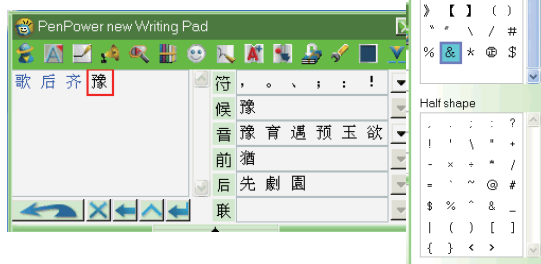 PenPower new Writing Pad
歌 后 齐 豫
符 , 。 、 ; : !
候 豫
音 豫 育 遇 预 玉 欲
前 猶
后 先 劇 園
联
》 【 】 ( )
\ / #
% & * @ $
Half shape
, . ; : ?
! ' \ " +
- × ÷ * /
= ` ~ @ #
$ % ^ & _
| ( ) [ ]
{ } < >